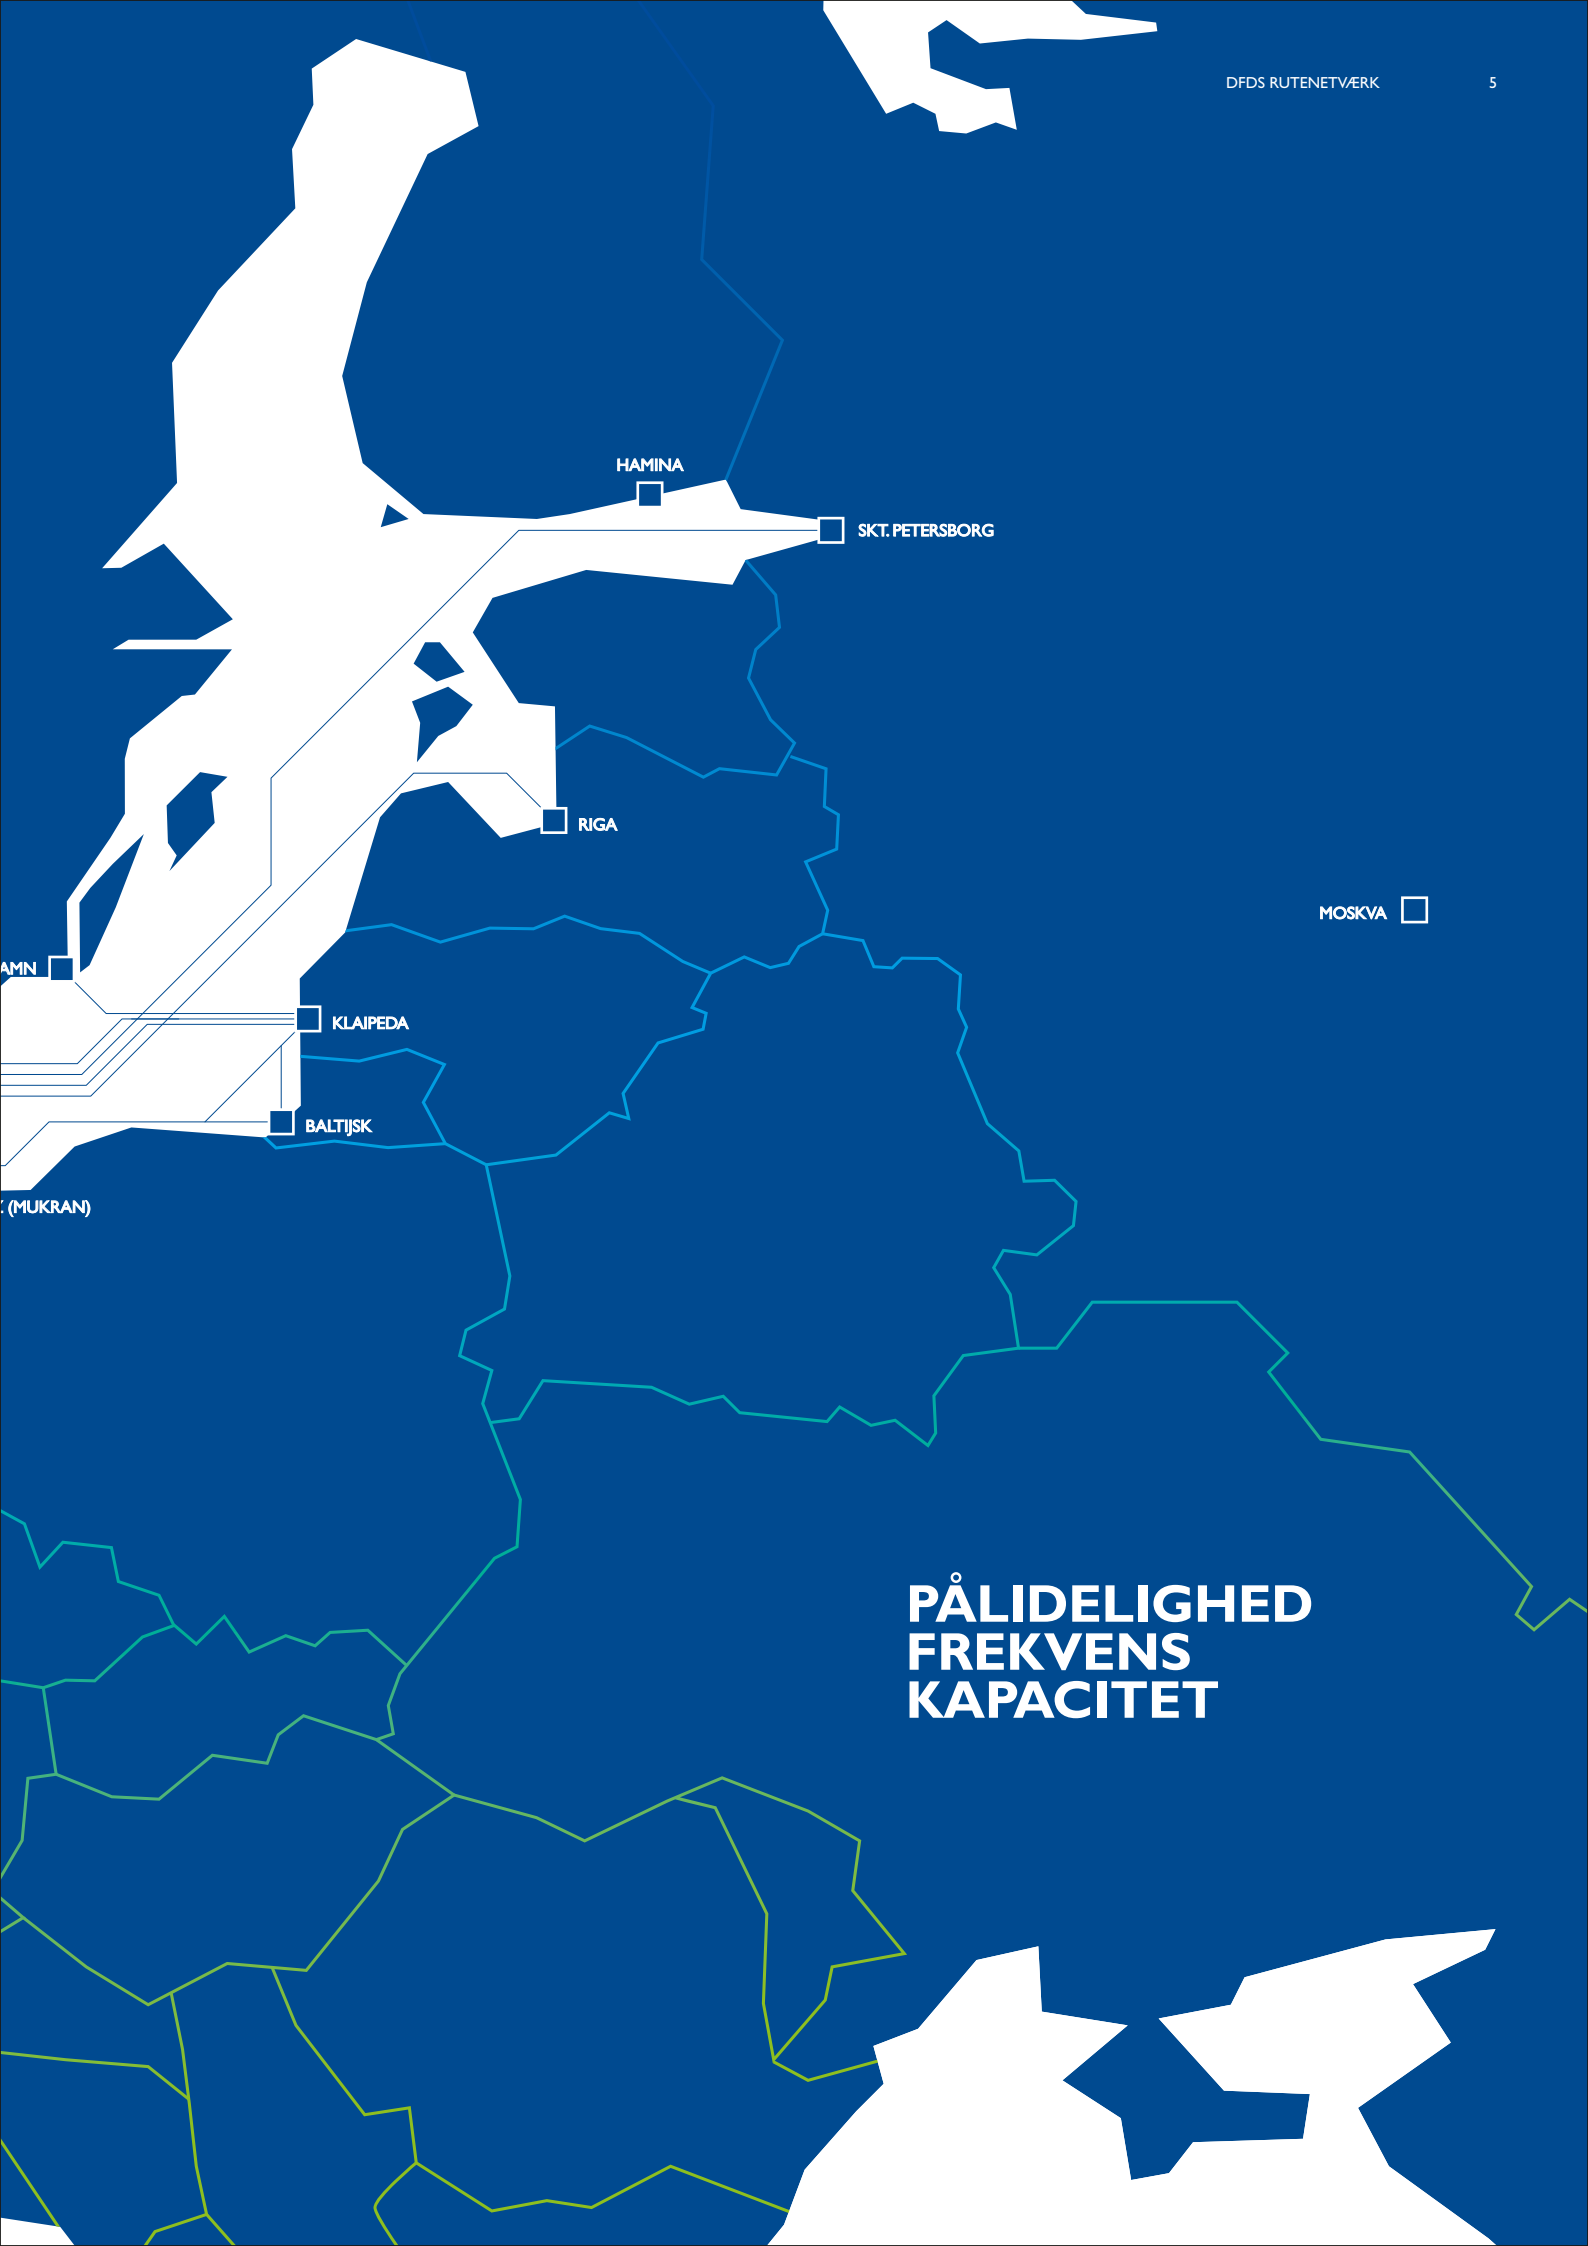 DFDS RUTENETVÆRK 5
HAMINA
SKT. PETERSBORG
RIGA
MOSKVA
AMN
KLAIPEDA
BALTIJSK
(MUKRAN)
PÅLIDELIGHED
FREKVENS
KAPACITET